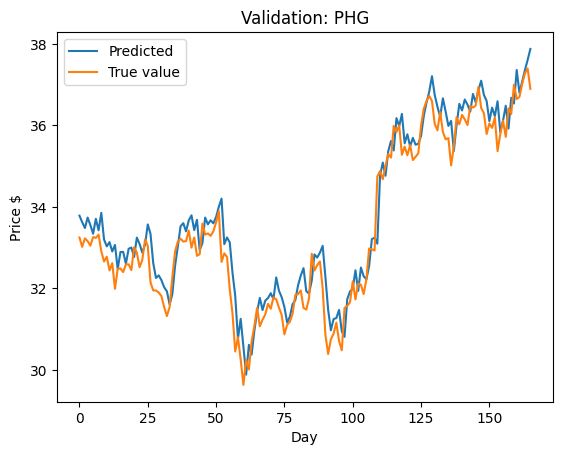 Validation: PHG
Predicted
True value
Price $
38
36
34
32
30
0 25 50 75 100 125 150
Day